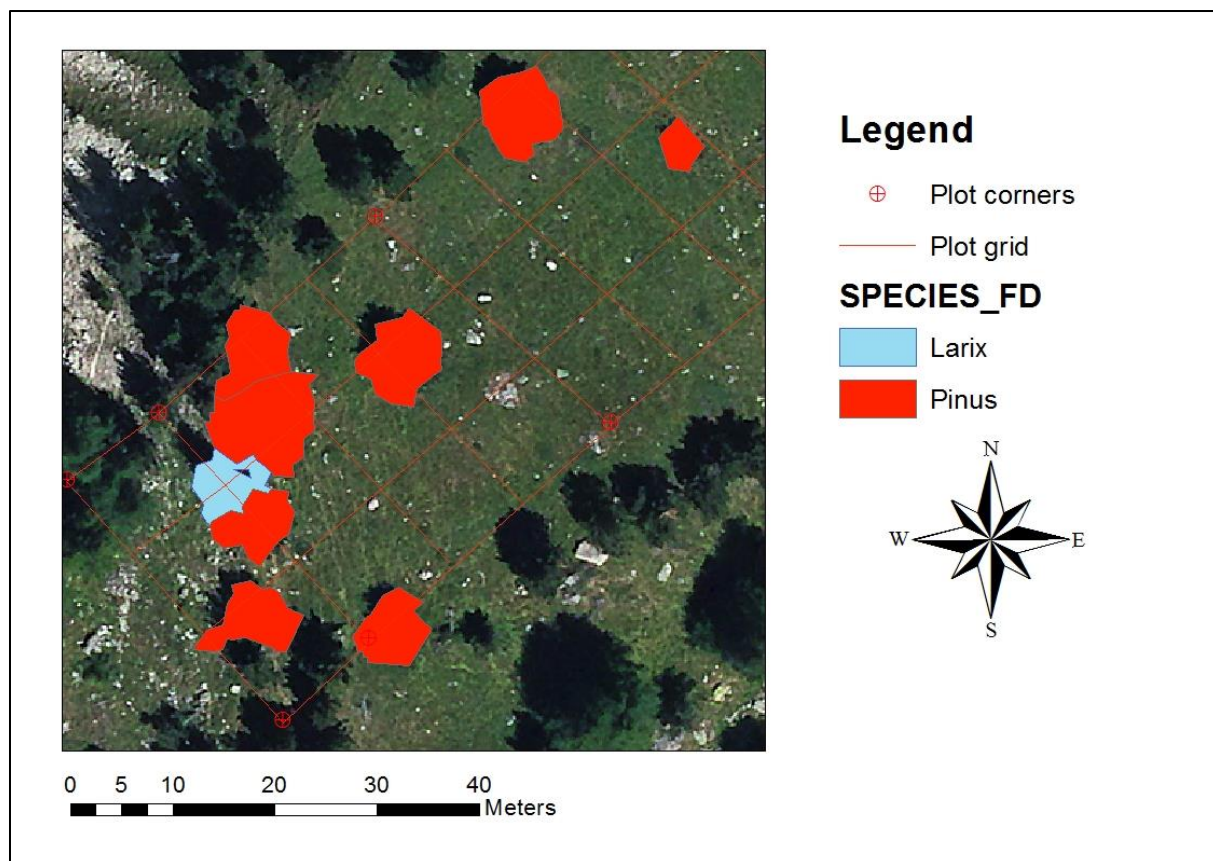 Legend
Plot corners
Plot grid
SPECIES_FD
Larix
Pinus
N
W E
S
0 5 10 20 30 40
Meters